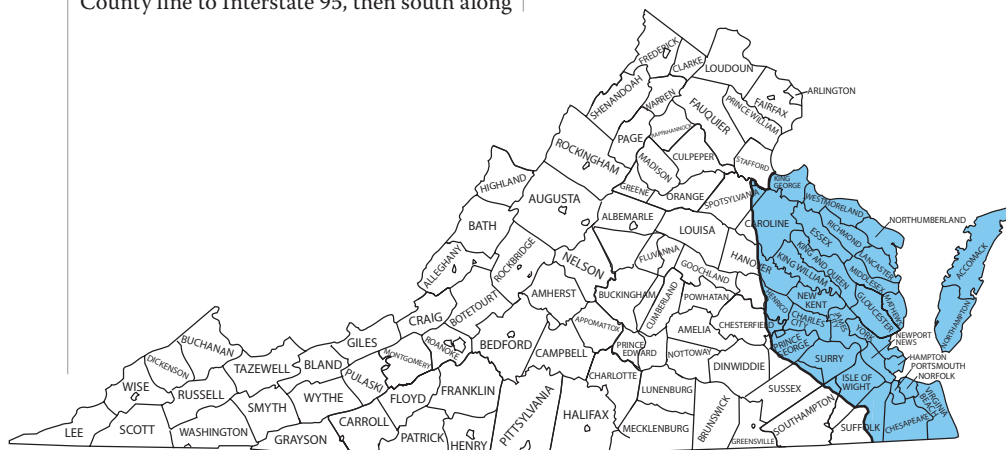 County line to Interstate 95, then south along
FREDERICK
CLARKE
LOUDOUN
SHENANDOAH
WARREN
FAUQUIER
PRINCE WILLIAM
FAIRFAX
ARLINGTON
PAGE
RAPPAHANNOCK
ROCKINGHAM
MADISON
CULPEPER
STAFFORD
KING
GEORGE
HIGHLAND
AUGUSTA
GREENE
ORANGE
SPOTSYLVANIA
WESTMORELAND
NORTHUMBERLAND
BATH
ALBEMARLE
LOUISA
CAROLINE
ESSEX
RICHMOND
LANCASTER
ACCOMACK
ALLEGHANY
ROCKBRIDGE
NELSON
FLUVANNA
GOOCHLAND
HANOVER
KING WILLIAM
KING AND QUEEN
MIDDLESEX
MATHEWS
GLOUCESTER
NORTHAMPTON
CRAIG
BOTETOURT
AMHERST
BUCKINGHAM
CUMBERLAND
POWHATAN
HENRICO
NEW
KENT
CHARLES
CITY
JAMES
CITY
YORK
BUCHANAN
DICKENSON
TAZEWELL
BLAND
GILES
MONTGOMERY
ROANOKE
BEDFORD
CAMPBELL
APPOMATTOX
PRINCE
EDWARD
AMELIA
CHESTERFIELD
PRINCE
GEORGE
NEWPORT
NEWS
HAMPTON
PORTSMOUTH
NORFOLK
WISE
RUSSELL
SMYTH
WYTHE
PULASKI
FLOYD
FRANKLIN
CHARLOTTE
NOTTOWAY
DINWIDDIE
SURRY
ISLE OF
WIGHT
VIRGINIA
BEACH
LEE
SCOTT
WASHINGTON
GRAYSON
CARROLL
PATRICK
HENRY
PITTSYLVANIA
HALIFAX
LUNENBURG
MECKLENBURG
BRUNSWICK
GREENSVILLE
SUSSEX
SOUTHAMPTON
SUFFOLK
CHESAPEAKE